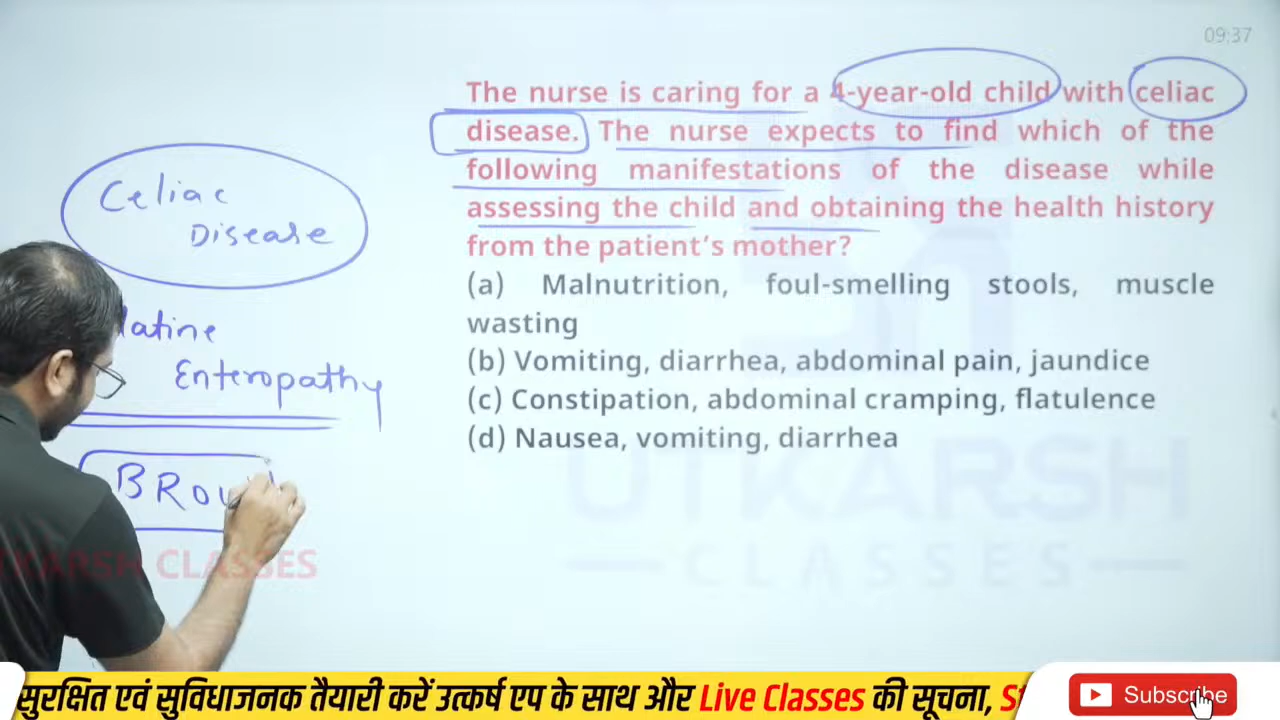 09:37
The nurse is caring for a 4-year-old child with celiac
disease. The nurse expects to find which of the
following manifestations of the disease while
assessing the child and obtaining the health history
from the patient's mother?
(a) Malnutrition, foul-smelling stools, muscle
wasting
(b) Vomiting, diarrhea, abdominal pain, jaundice
(c) Constipation, abdominal cramping, flatulence
(d) Nausea, vomiting, diarrhea
Celiac
Disease
Enteropathy
UTKARSH
CLASSES
CLASSES
सुरक्षित एवं सुविधाजनक तैयारी करें उत्कर्ष एप के साथ और Live Classes की सूचना,
Subscribe